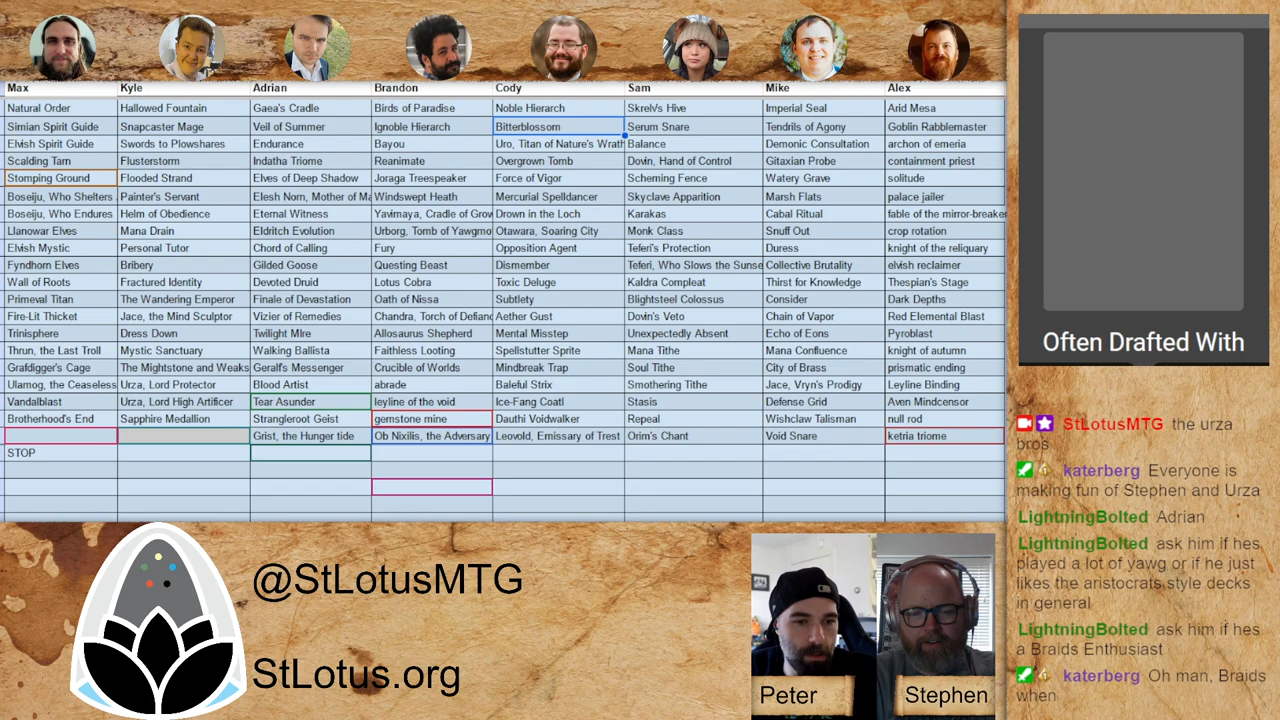 Max Kyle Adrian Brandon Cody Sam Mike Alex
Natural Order Hallowed Fountain Gaea's Cradle Birds of Paradise Noble Hierarch Skrelv's Hive Imperial Seal Arid Mesa
Simian Spirit Guide Snapcaster Mage Veil of Summer Ignoble Hierarch Bitterblossom Serum Snare Tendrils of Agony Goblin Rabblemaster
Elvish Spirit Guide Swords to Plowshares Endurance Bayou Uro, Titan of Nature's Wrath Balance Demonic Consultation archon of emeria
Scalding Tarn Flusterstorm Indatha Triome Reanimate Overgrown Tomb Dovin, Hand of Control Gitaxian Probe containment priest
Stomping Ground Flooded Strand Elves of Deep Shadow Joraga Treespeaker Force of Vigor Scheming Fence Watery Grave solitude
Boseiju, Who Shelters Painter's Servant Elesh Norn, Mother of Ma Windswept Heath Mercurial Spelldancer Skyclave Apparition Marsh Flats palace jailer
Boseiju, Who Endures Helm of Obedience Eternal Witness Yavimaya, Cradle of Grow Drown in the Loch Karakas Cabal Ritual fable of the mirror-breaker
Llanowar Elves Mana Drain Eldritch Evolution Urborg, Tomb of Yawgmo Otawara, Soaring City Monk Class Snuff Out crop rotation
Elvish Mystic Personal Tutor Chord of Calling Fury Opposition Agent Teferi's Protection Duress knight of the reliquary
Fyndhorn Elves Bribery Gilded Goose Questing Beast Dismember Teferi, Who Slows the Sunse Collective Brutality elvish reclaimer
Wall of Roots Fractured Identity Devoted Druid Lotus Cobra Toxic Deluge Kaldra Compleat Thirst for Knowledge Thespian's Stage
Primeval Titan The Wandering Emperor Finale of Devastation Oath of Nissa Subtlety Blightsteel Colossus Consider Dark Depths
Fire-Lit Thicket Jace, the Mind Sculptor Vizier of Remedies Chandra, Torch of Defianc Aether Gust Dovin's Veto Chain of Vapor Red Elemental Blast
Trinisphere Dress Down Twilight MIre Allosaurus Shepherd Mental Misstep Unexpectedly Absent Echo of Eons Pyroblast
Thrun, the Last Troll Mystic Sanctuary Walking Ballista Faithless Looting Spellstutter Sprite Mana Tithe Mana Confluence knight of autumn
Grafdigger's Cage The Mightstone and Weaks Geralf's Messenger Crucible of Worlds Mindbreak Trap Soul Tithe City of Brass prismatic ending
Ulamog, the Ceaseless Urza, Lord Protector Blood Artist abrade Baleful Strix Smothering Tithe Jace, Vryn's Prodigy Leyline Binding
Vandalblast Urza, Lord High Artificer Tear Asunder leyline of the void Ice-Fang Coatl Stasis Defense Grid Aven Mindcensor
Brotherhood's End Sapphire Medallion Strangleroot Geist gemstone mine Dauthi Voidwalker Repeal Wishclaw Talisman null rod
Grist, the Hunger tide Ob Nixilis, the Adversary Leovold, Emissary of Trest Orim's Chant Void Snare ketria triome
STOP
Often Drafted With
StLotusMTG the urza
bros
katerberg Everyone is
making fun of Stephen and Urza
LightningBolted Adrian
LightningBolted ask him if hes
played a lot of yawg or if he just
likes the aristocrats style decks
in general
LightningBolted ask him if hes
a Braids Enthusiast
katerberg Oh man, Braids
when
@StLotusMTG
StLotus.org
Peter Stephen